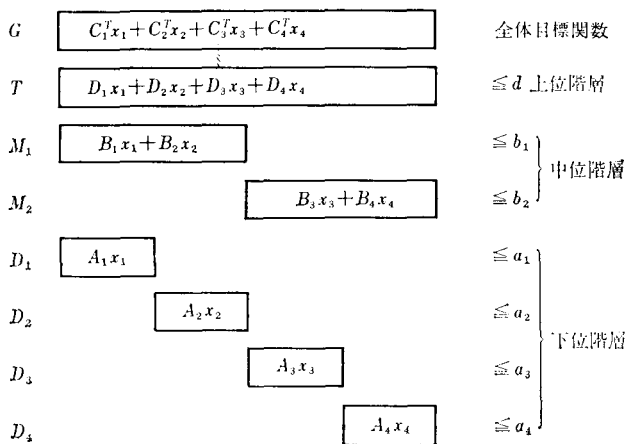 G C₁ᵀx₁+C₂ᵀx₂+C₃ᵀx₃+C₄ᵀx₄ 全体目標関数
T D₁x₁+D₂x₂+D₃x₃+D₄x₄ ≦d 上位階層
M₁ B₁x₁+B₂x₂ ≦b₁
中位階層
M₂ B₃x₃+B₄x₄ ≦b₂
D₁ A₁x₁ ≦a₁
D₂ A₂x₂ ≦a₂
下位階層
D₃ A₃x₃ ≦a₃
D₄ A₄x₄ ≦a₄